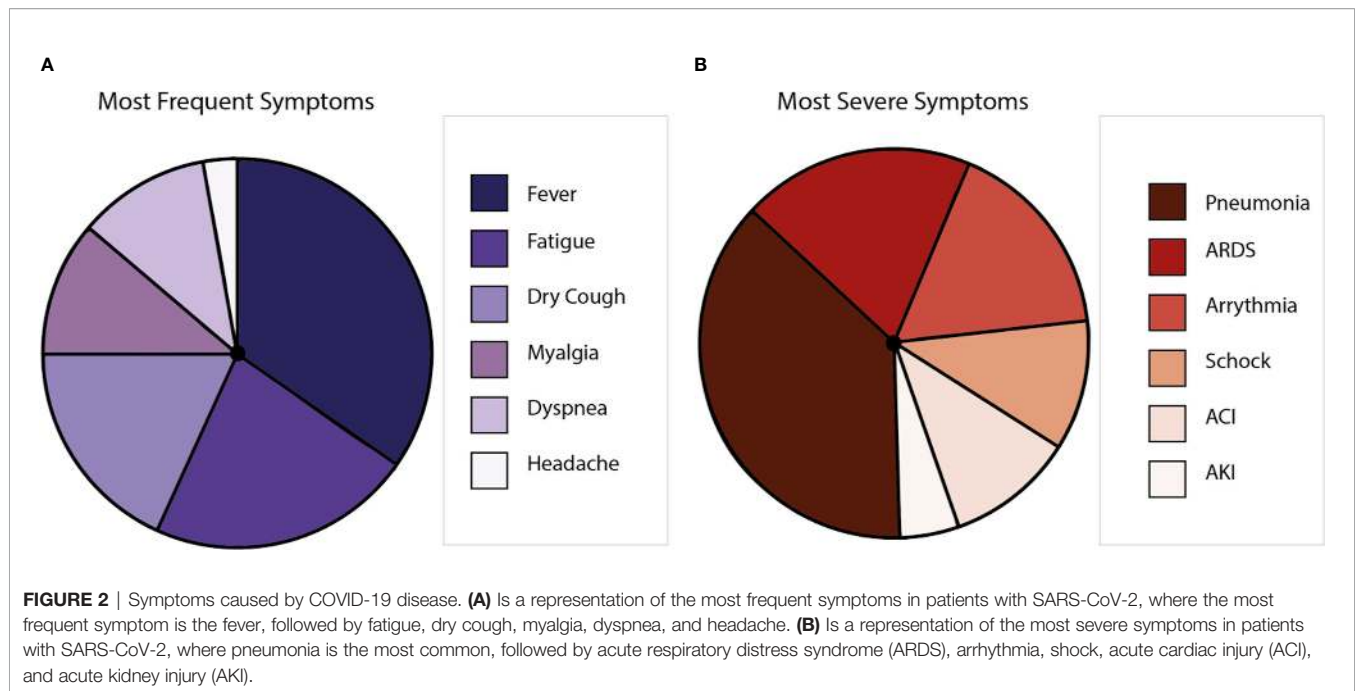 A
Most Frequent Symptoms
Fever
Fatigue
Dry Cough
Myalgia
Dyspnea
Headache
B
Most Severe Symptoms
Pneumonia
ARDS
Arrythmia
Schock
ACI
AKI
FIGURE 2 | Symptoms caused by COVID-19 disease. (A) Is a representation of the most frequent symptoms in patients with SARS-CoV-2, where the most
frequent symptom is the fever, followed by fatigue, dry cough, myalgia, dyspnea, and headache. (B) Is a representation of the most severe symptoms in patients
with SARS-CoV-2, where pneumonia is the most common, followed by acute respiratory distress syndrome (ARDS), arrhythmia, shock, acute cardiac injury (ACI),
and acute kidney injury (AKI).